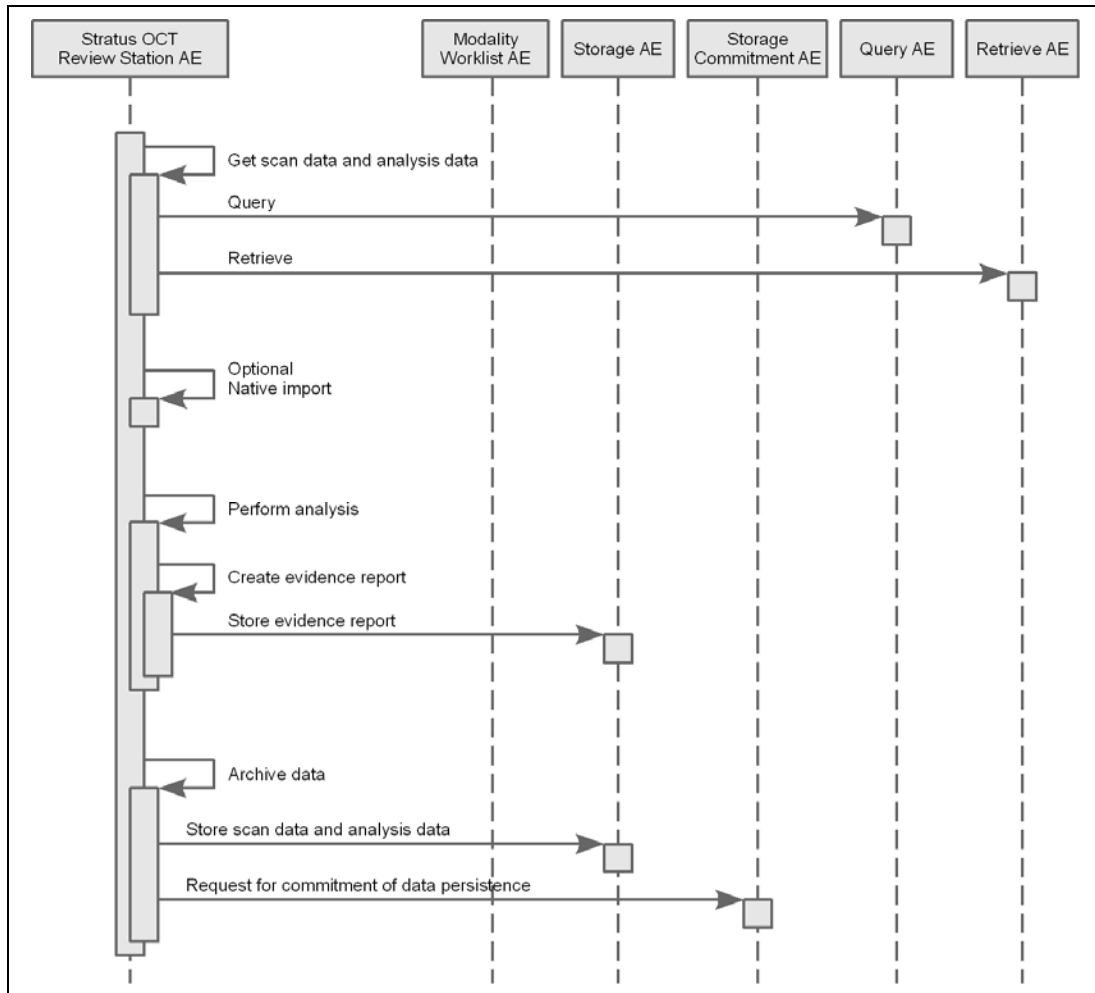 Stratus OCT
Review Station AE
Modality
Worklist AE
Storage AE
Storage
Commitment AE
Query AE
Retrieve AE
Get scan data and analysis data
Query
Retrieve
Optional
Native import
Perform analysis
Create evidence report
Store evidence report
Archive data
Store scan data and analysis data
Request for commitment of data persistence